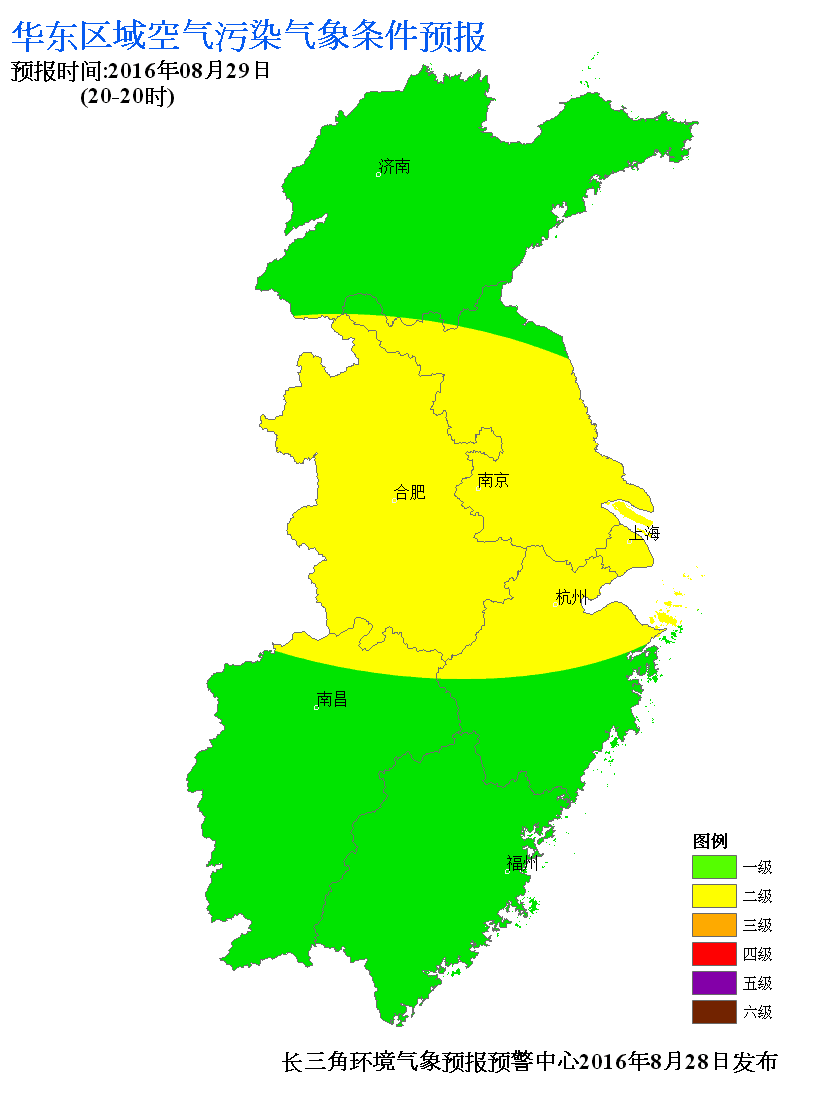 华东区域空气污染气象条件预报
预报时间:2016年08月29日
(20-20时)
济南
南京
合肥
上海
杭州
南昌
福州
图例
一级
二级
三级
四级
五级
六级
长三角环境气象预报预警中心2016年8月28日发布